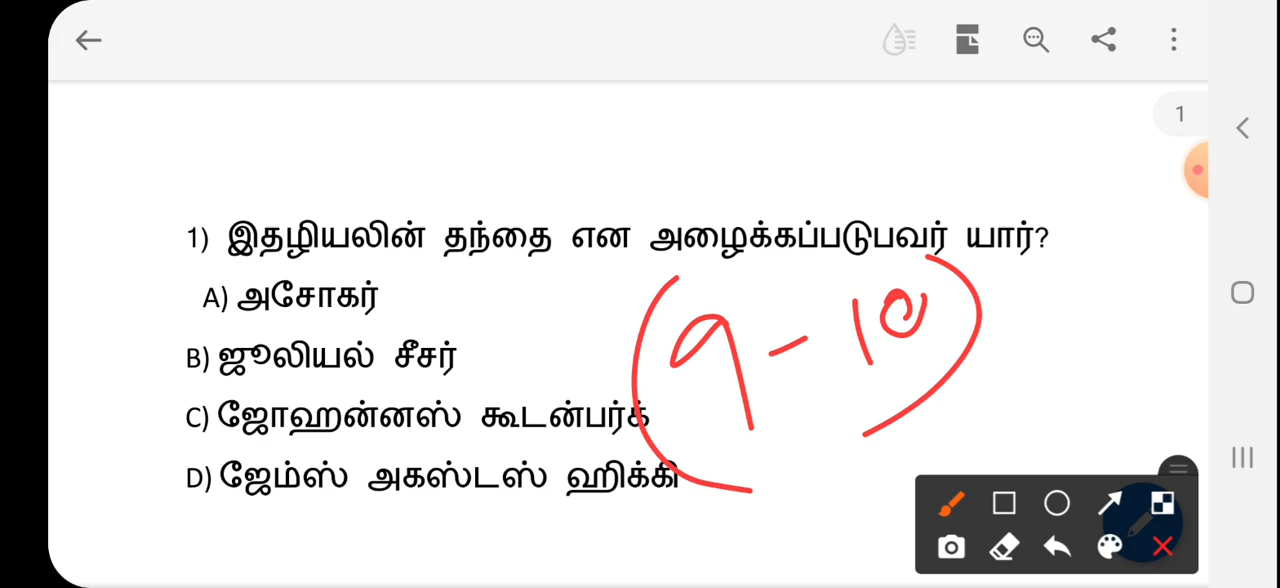 1
1) இதழியலின் தந்தை என அழைக்கப்படுபவர் யார்?
A) அசோகர்
B) ஜூலியல் சீசர்
C) ஜோஹன்னஸ் கூடன்பர்க்
D) ஜேம்ஸ் அகஸ்டஸ் ஹிக்கி
(9-10)